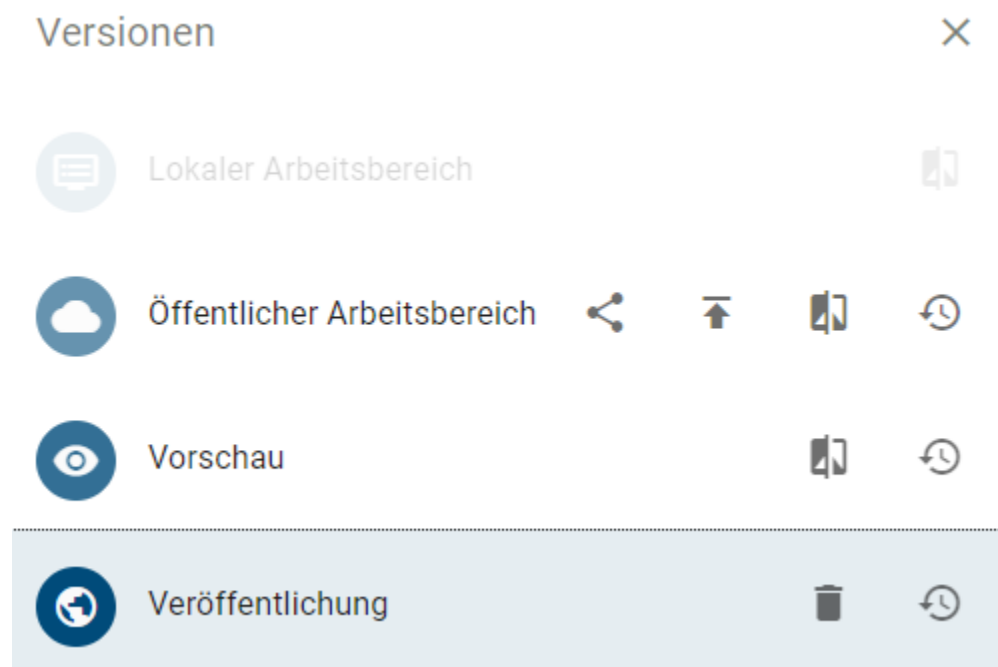 Versionen
Lokaler Arbeitsbereich
Öffentlicher Arbeitsbereich
Vorschau
Veröffentlichung